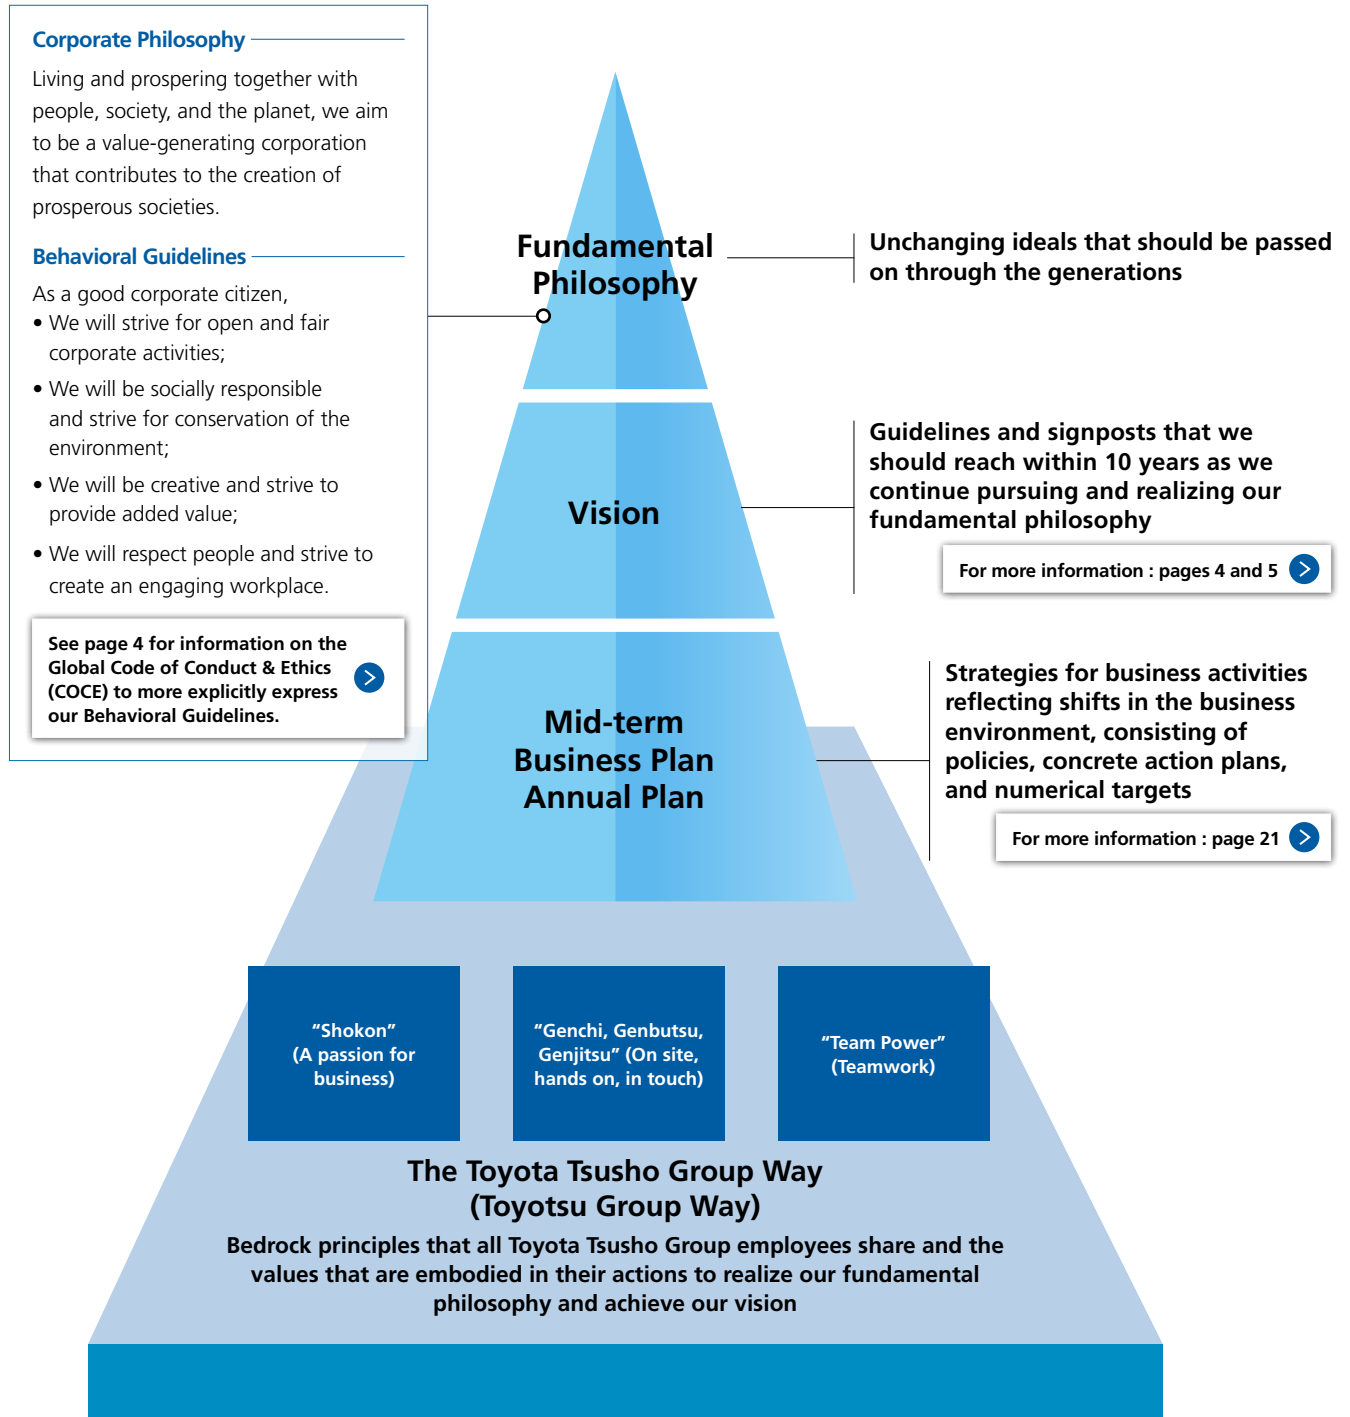 Corporate Philosophy
Living and prospering together with
people, society, and the planet, we aim
to be a value-generating corporation
that contributes to the creation of
prosperous societies.
Behavioral Guidelines
As a good corporate citizen,
• We will strive for open and fair
corporate activities;
• We will be socially responsible
and strive for conservation of the
environment;
• We will be creative and strive to
provide added value;
• We will respect people and strive to
create an engaging workplace.
See page 4 for information on the
Global Code of Conduct & Ethics
(COCE) to more explicitly express
our Behavioral Guidelines.
Fundamental
Philosophy
Unchanging ideals that should be passed
on through the generations
Vision
Guidelines and signposts that we
should reach within 10 years as we
continue pursuing and realizing our
fundamental philosophy
For more information : pages 4 and 5
Mid-term
Business Plan
Annual Plan
Strategies for business activities
reflecting shifts in the business
environment, consisting of
policies, concrete action plans,
and numerical targets
For more information : page 21
“Shokon”
(A passion for
business)
“Genchi, Genbutsu,
Genjitsu” (On site,
hands on, in touch)
“Team Power”
(Teamwork)
The Toyota Tsusho Group Way
(Toyotsu Group Way)
Bedrock principles that all Toyota Tsusho Group employees share and the
values that are embodied in their actions to realize our fundamental
philosophy and achieve our vision